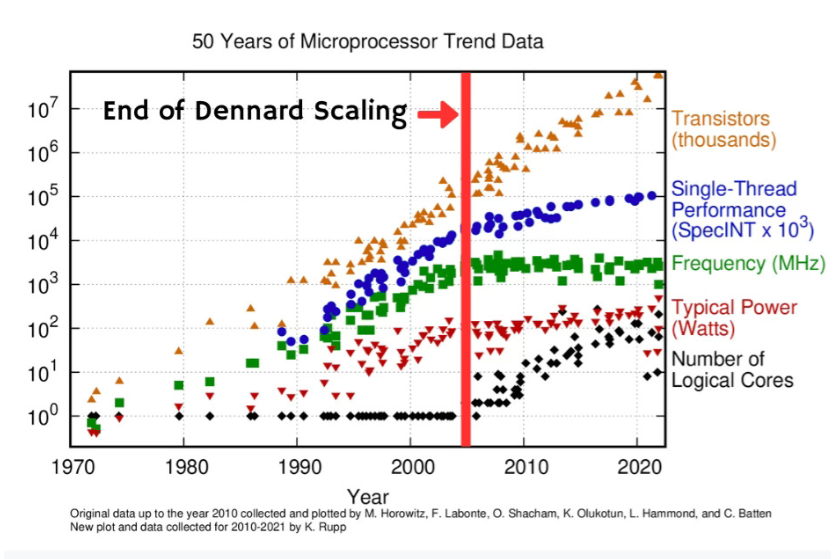 50 Years of Microprocessor Trend Data
10^7
End of Dennard Scaling
Transistors
(thousands)
10^6
10^5
Single-Thread
Performance
(SpecINT x 10^3)
10^4
Frequency (MHz)
10^3
Typical Power
(Watts)
10^2
Number of
Logical Cores
10^1
10^0
1970 1980 1990 2000 2010 2020
Year
Original data up to the year 2010 collected and plotted by M. Horowitz, F. Labonte, O. Shacham, K. Olukotun, L. Hammond, and C. Batten
New plot and data collected for 2010-2021 by K. Rupp